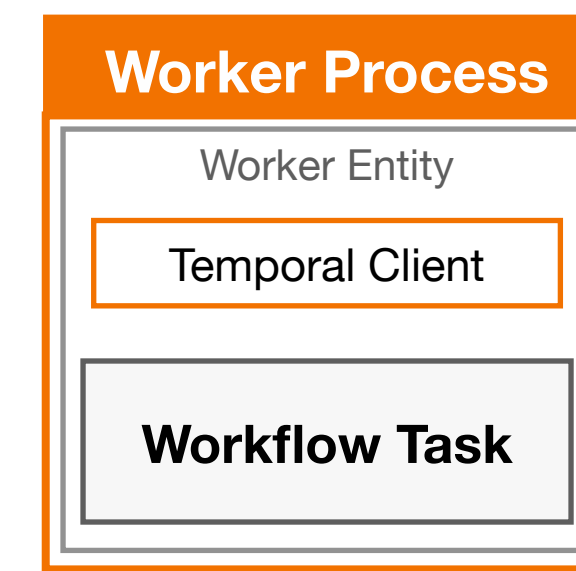 Worker Process
Worker Entity
Temporal Client
Workflow Task